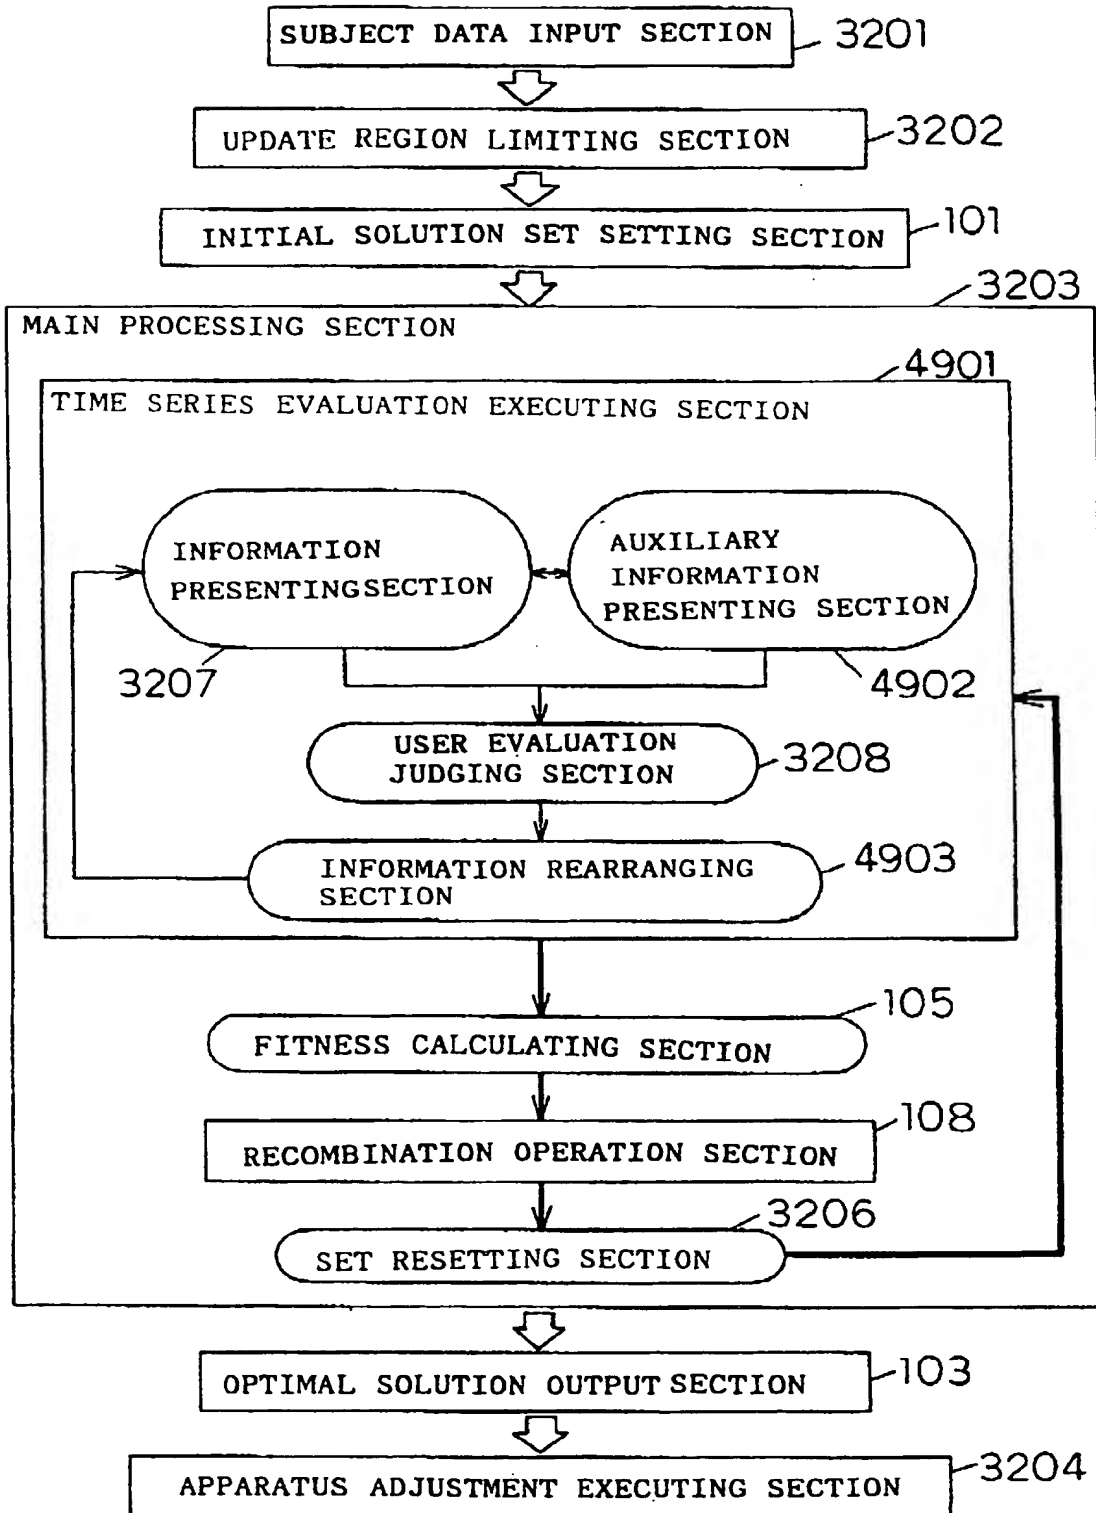 SUBJECT DATA INPUT SECTION
3201
UPDATE REGION LIMITING SECTION
3202
INITIAL SOLUTION SET SETTING SECTION
101
3203
MAIN PROCESSING SECTION
4901
TIME SERIES EVALUATION EXECUTING SECTION
INFORMATION
PRESENTING SECTION
3207
AUXILIARY
INFORMATION
PRESENTING SECTION
4902
USER EVALUATION
JUDGING SECTION
3208
INFORMATION REARRANGING
SECTION
4903
105
FITNESS CALCULATING SECTION
108
RECOMBINATION OPERATION SECTION
3206
SET RESETTING SECTION
OPTIMAL SOLUTION OUTPUT SECTION
103
APPARATUS ADJUSTMENT EXECUTING SECTION
3204